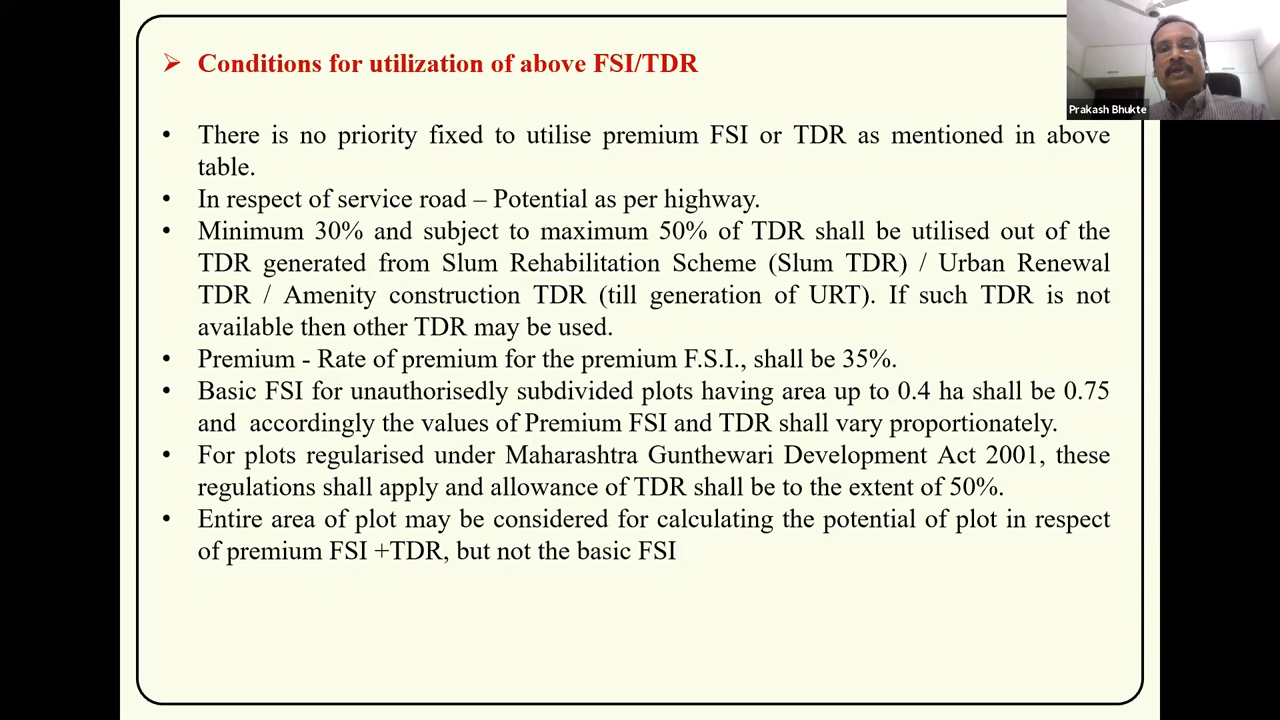 ➢ Conditions for utilization of above FSI/TDR
Prakash Bhukte
• There is no priority fixed to utilise premium FSI or TDR as mentioned in above
table.
• In respect of service road – Potential as per highway.
• Minimum 30% and subject to maximum 50% of TDR shall be utilised out of the
TDR generated from Slum Rehabilitation Scheme (Slum TDR) / Urban Renewal
TDR / Amenity construction TDR (till generation of URT). If such TDR is not
available then other TDR may be used.
• Premium - Rate of premium for the premium F.S.I., shall be 35%.
• Basic FSI for unauthorisedly subdivided plots having area up to 0.4 ha shall be 0.75
and accordingly the values of Premium FSI and TDR shall vary proportionately.
• For plots regularised under Maharashtra Gunthewari Development Act 2001, these
regulations shall apply and allowance of TDR shall be to the extent of 50%.
• Entire area of plot may be considered for calculating the potential of plot in respect
of premium FSI +TDR, but not the basic FSI